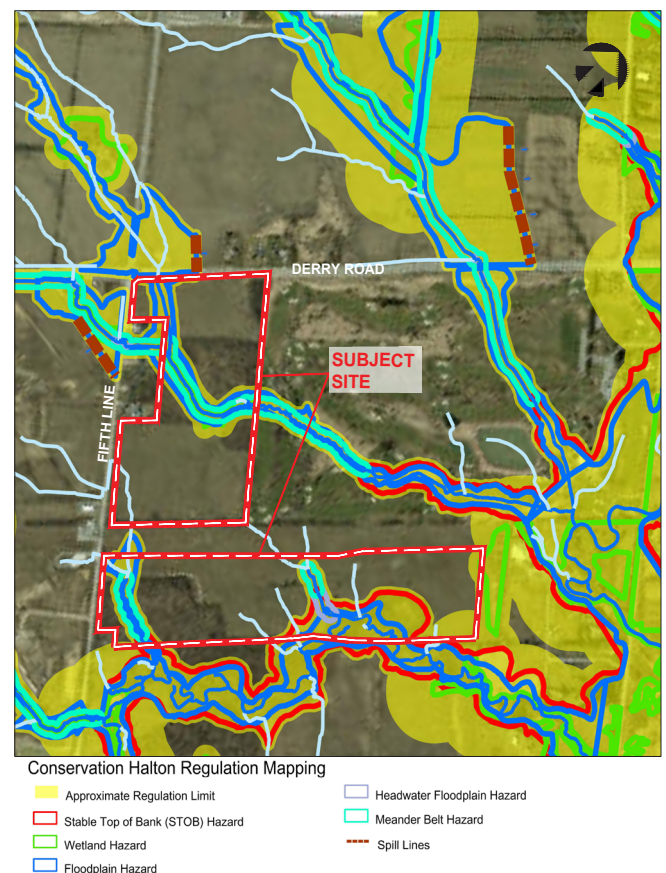 DERRY ROAD
SUBJECT
SITE
FIFTH LINE
Conservation Halton Regulation Mapping
Approximate Regulation Limit
Stable Top of Bank (STOB) Hazard
Wetland Hazard
Floodplain Hazard
Headwater Floodplain Hazard
Meander Belt Hazard
Spill Lines